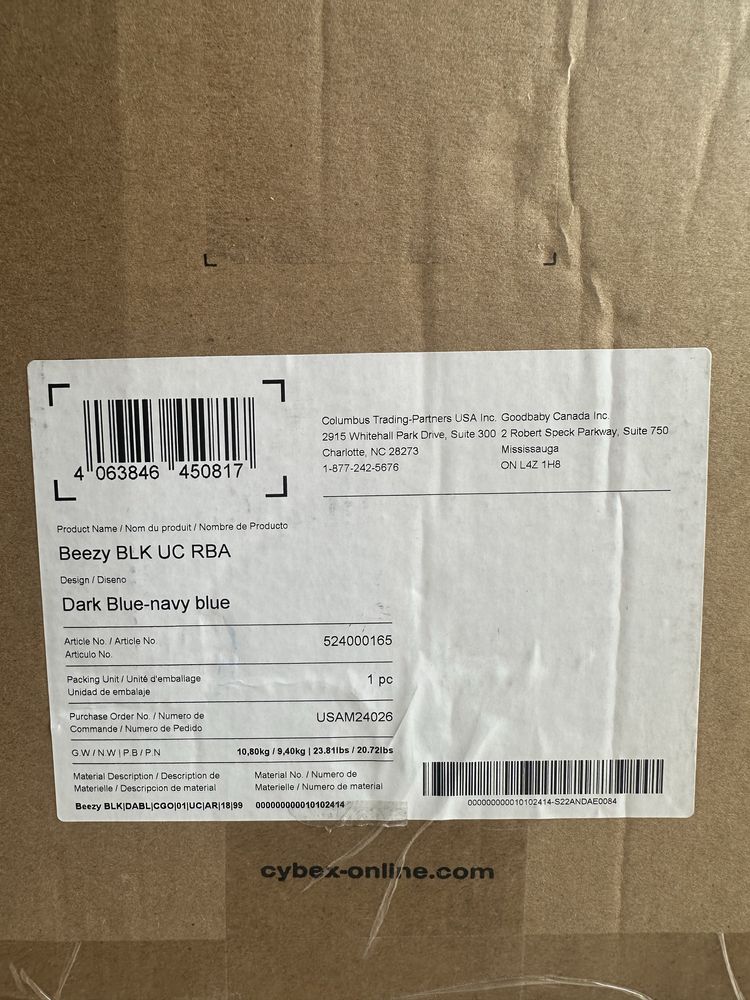 4 063846 450817
Columbus Trading-Partners USA Inc.
2915 Whitehall Park Drive, Suite 300
Charlotte, NC 28273
1-877-242-5676
Goodbaby Canada Inc.
2 Robert Speck Parkway, Suite 750
Mississauga
ON L4Z 1H8
Product Name / Nom du produit / Nombre de Producto
Beezy BLK UC RBA
Design / Diseno
Dark Blue-navy blue
Article No. / Article No
Articulo No.
524000165
Packing Unit / Unité d'emballage
Unidad de embalaje
1 pc
Purchase Order No. / Numero de
Commande / Numero de Pedido
USAM24026
G.W / N.W | P.B / P.N
10,80kg / 9,40kg | 23.81lbs / 20.72lbs
Material Description / Description de
Materielle / Descripcion de material
Beezy BLK|DABL|CGO|01|UC|AR|18|99
Material No. / Numero de
Materielle / Numero de material
000000000010102414
000000000010102414-S22ANDAE0084
cybex-online.com